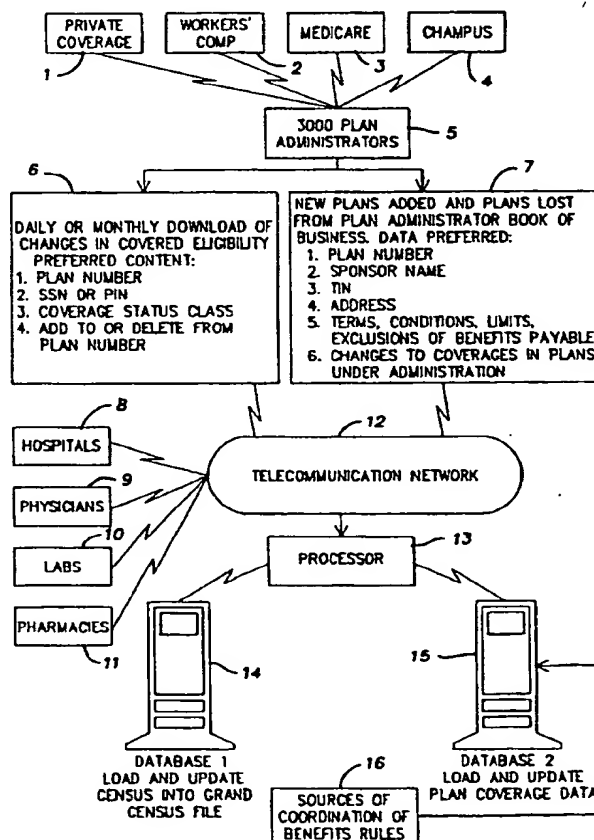 PRIVATE COVERAGE
1
WORKERS' COMP
2
MEDICARE
3
CHAMPUS
4
3000 PLAN
ADMINISTRATORS
5
6
DAILY OR MONTHLY DOWNLOAD OF
CHANGES IN COVERED ELIGIBILITY
PREFERRED CONTENT:
1. PLAN NUMBER
2. SSN OR PIN
3. COVERAGE STATUS CLASS
4. ADD TO OR DELETE FROM
PLAN NUMBER
7
NEW PLANS ADDED AND PLANS LOST
FROM PLAN ADMINISTRATOR BOOK OF
BUSINESS. DATA PREFERRED:
1. PLAN NUMBER
2. SPONSOR NAME
3. TIN
4. ADDRESS
5. TERMS, CONDITIONS, LIMITS,
EXCLUSIONS OF BENEFITS PAYABLE
6. CHANGES TO COVERAGES IN PLANS
UNDER ADMINISTRATION
8
HOSPITALS
9
PHYSICIANS
10
LABS
PHARMACIES
11
12
TELECOMMUNICATION NETWORK
PROCESSOR
13
14
DATABASE 1
LOAD AND UPDATE
CENSUS INTO GRAND
CENSUS FILE
15
DATABASE 2
LOAD AND UPDATE
PLAN COVERAGE DATA
16
SOURCES OF
COORDINATION OF
BENEFITS RULES